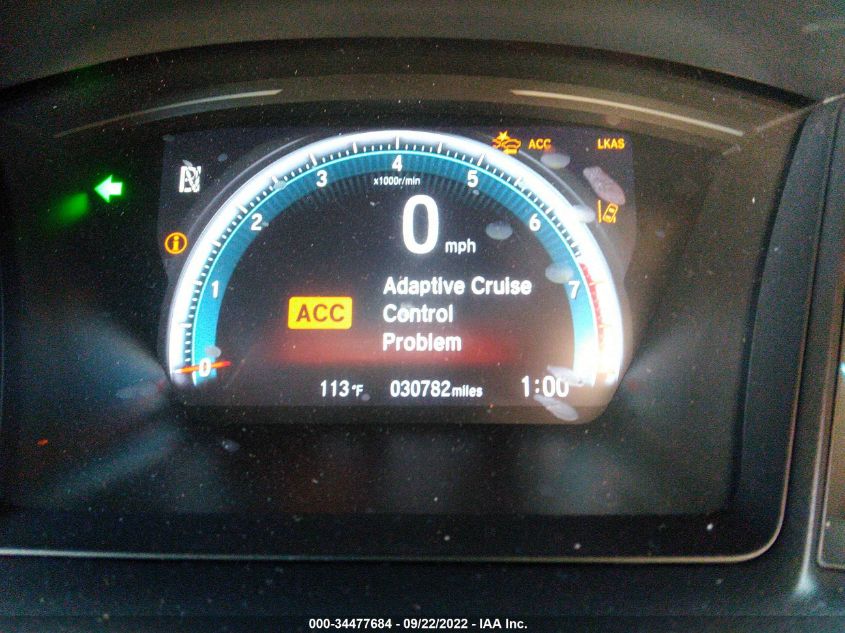 ACC LKAS
4
3 5
x1000r/min
2 6
0 mph
1 7
Adaptive Cruise
ACC Control
Problem
0
113°F 030782miles 1:00
000-34477684 - 09/22/2022 - IAA Inc.